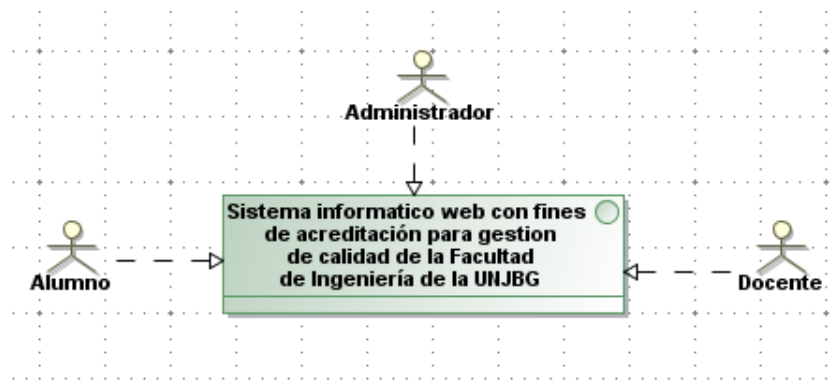 Administrador
Sistema informatico web con fines
de acreditación para gestion
de calidad de la Facultad
de Ingeniería de la UNJBG
Alumno
Docente